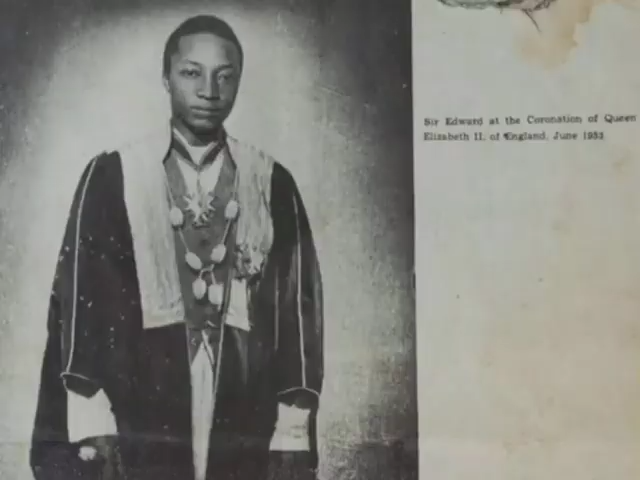 Sir Edward at the Coronation of Queen
Elizabeth II, of England, June 1953